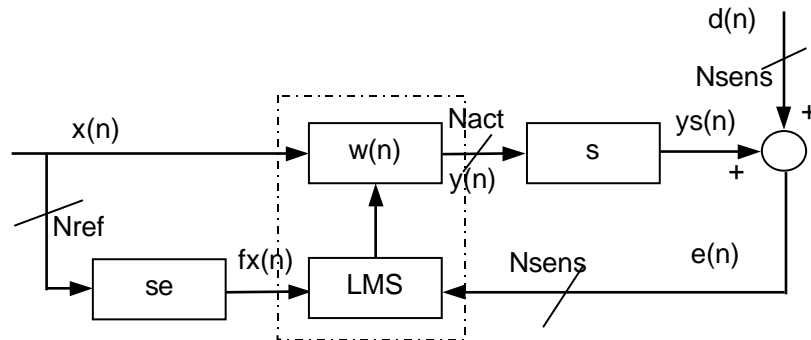 d(n)
Nsens
+
x(n)
Nact
ys(n)
w(n)
s
y(n)
+
Nref
fx(n)
Nsens
e(n)
se
LMS